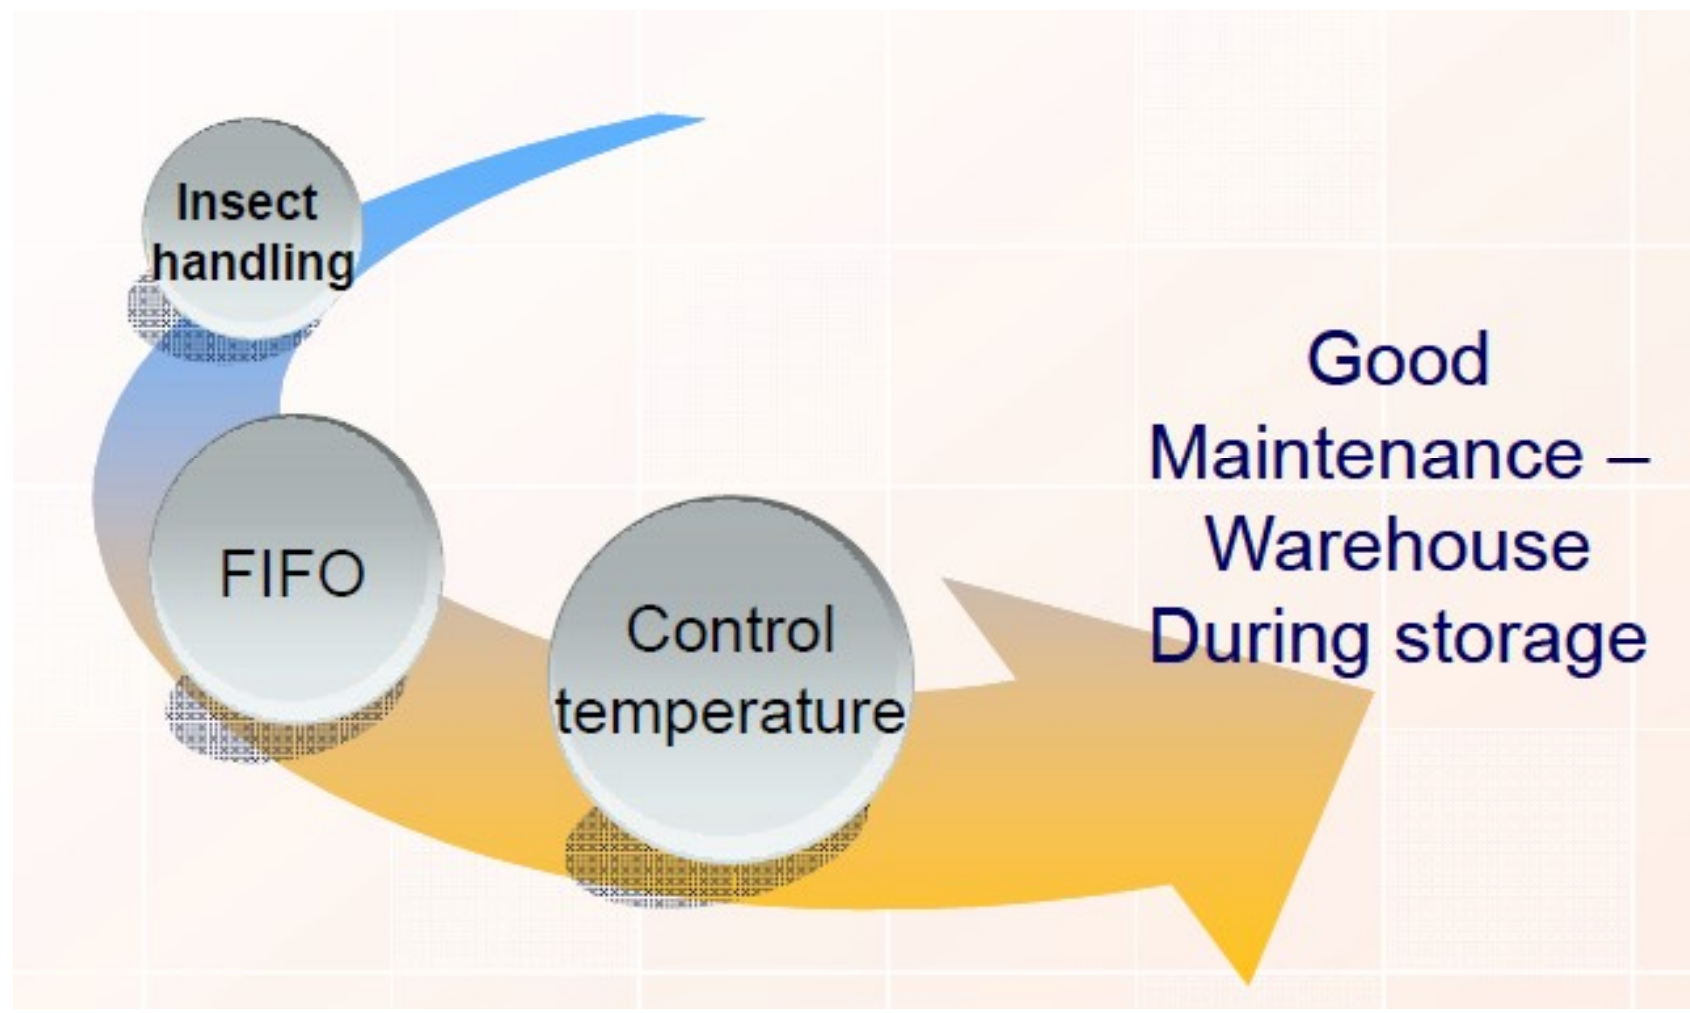 Insect
handling
FIFO
Control
temperature
Good
Maintenance –
Warehouse
During storage